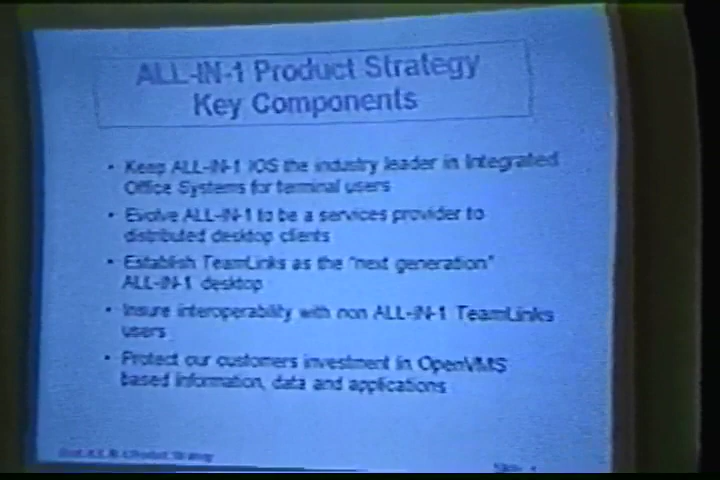 ALL-IN-1 Product Strategy
Key Components
• Keep ALL-IN-1 IOS the industry leader in Integrated
Office Systems for terminal users
• Evolve ALL-IN-1 to be a services provider to
distributed desktop clients
• Establish TeamLinks as the "next generation"
ALL-IN-1 desktop
• Insure interoperability with non ALL-IN-1 TeamLinks
users
• Protect our customers investment in OpenVMS
based information, data and applications
Product Strategy